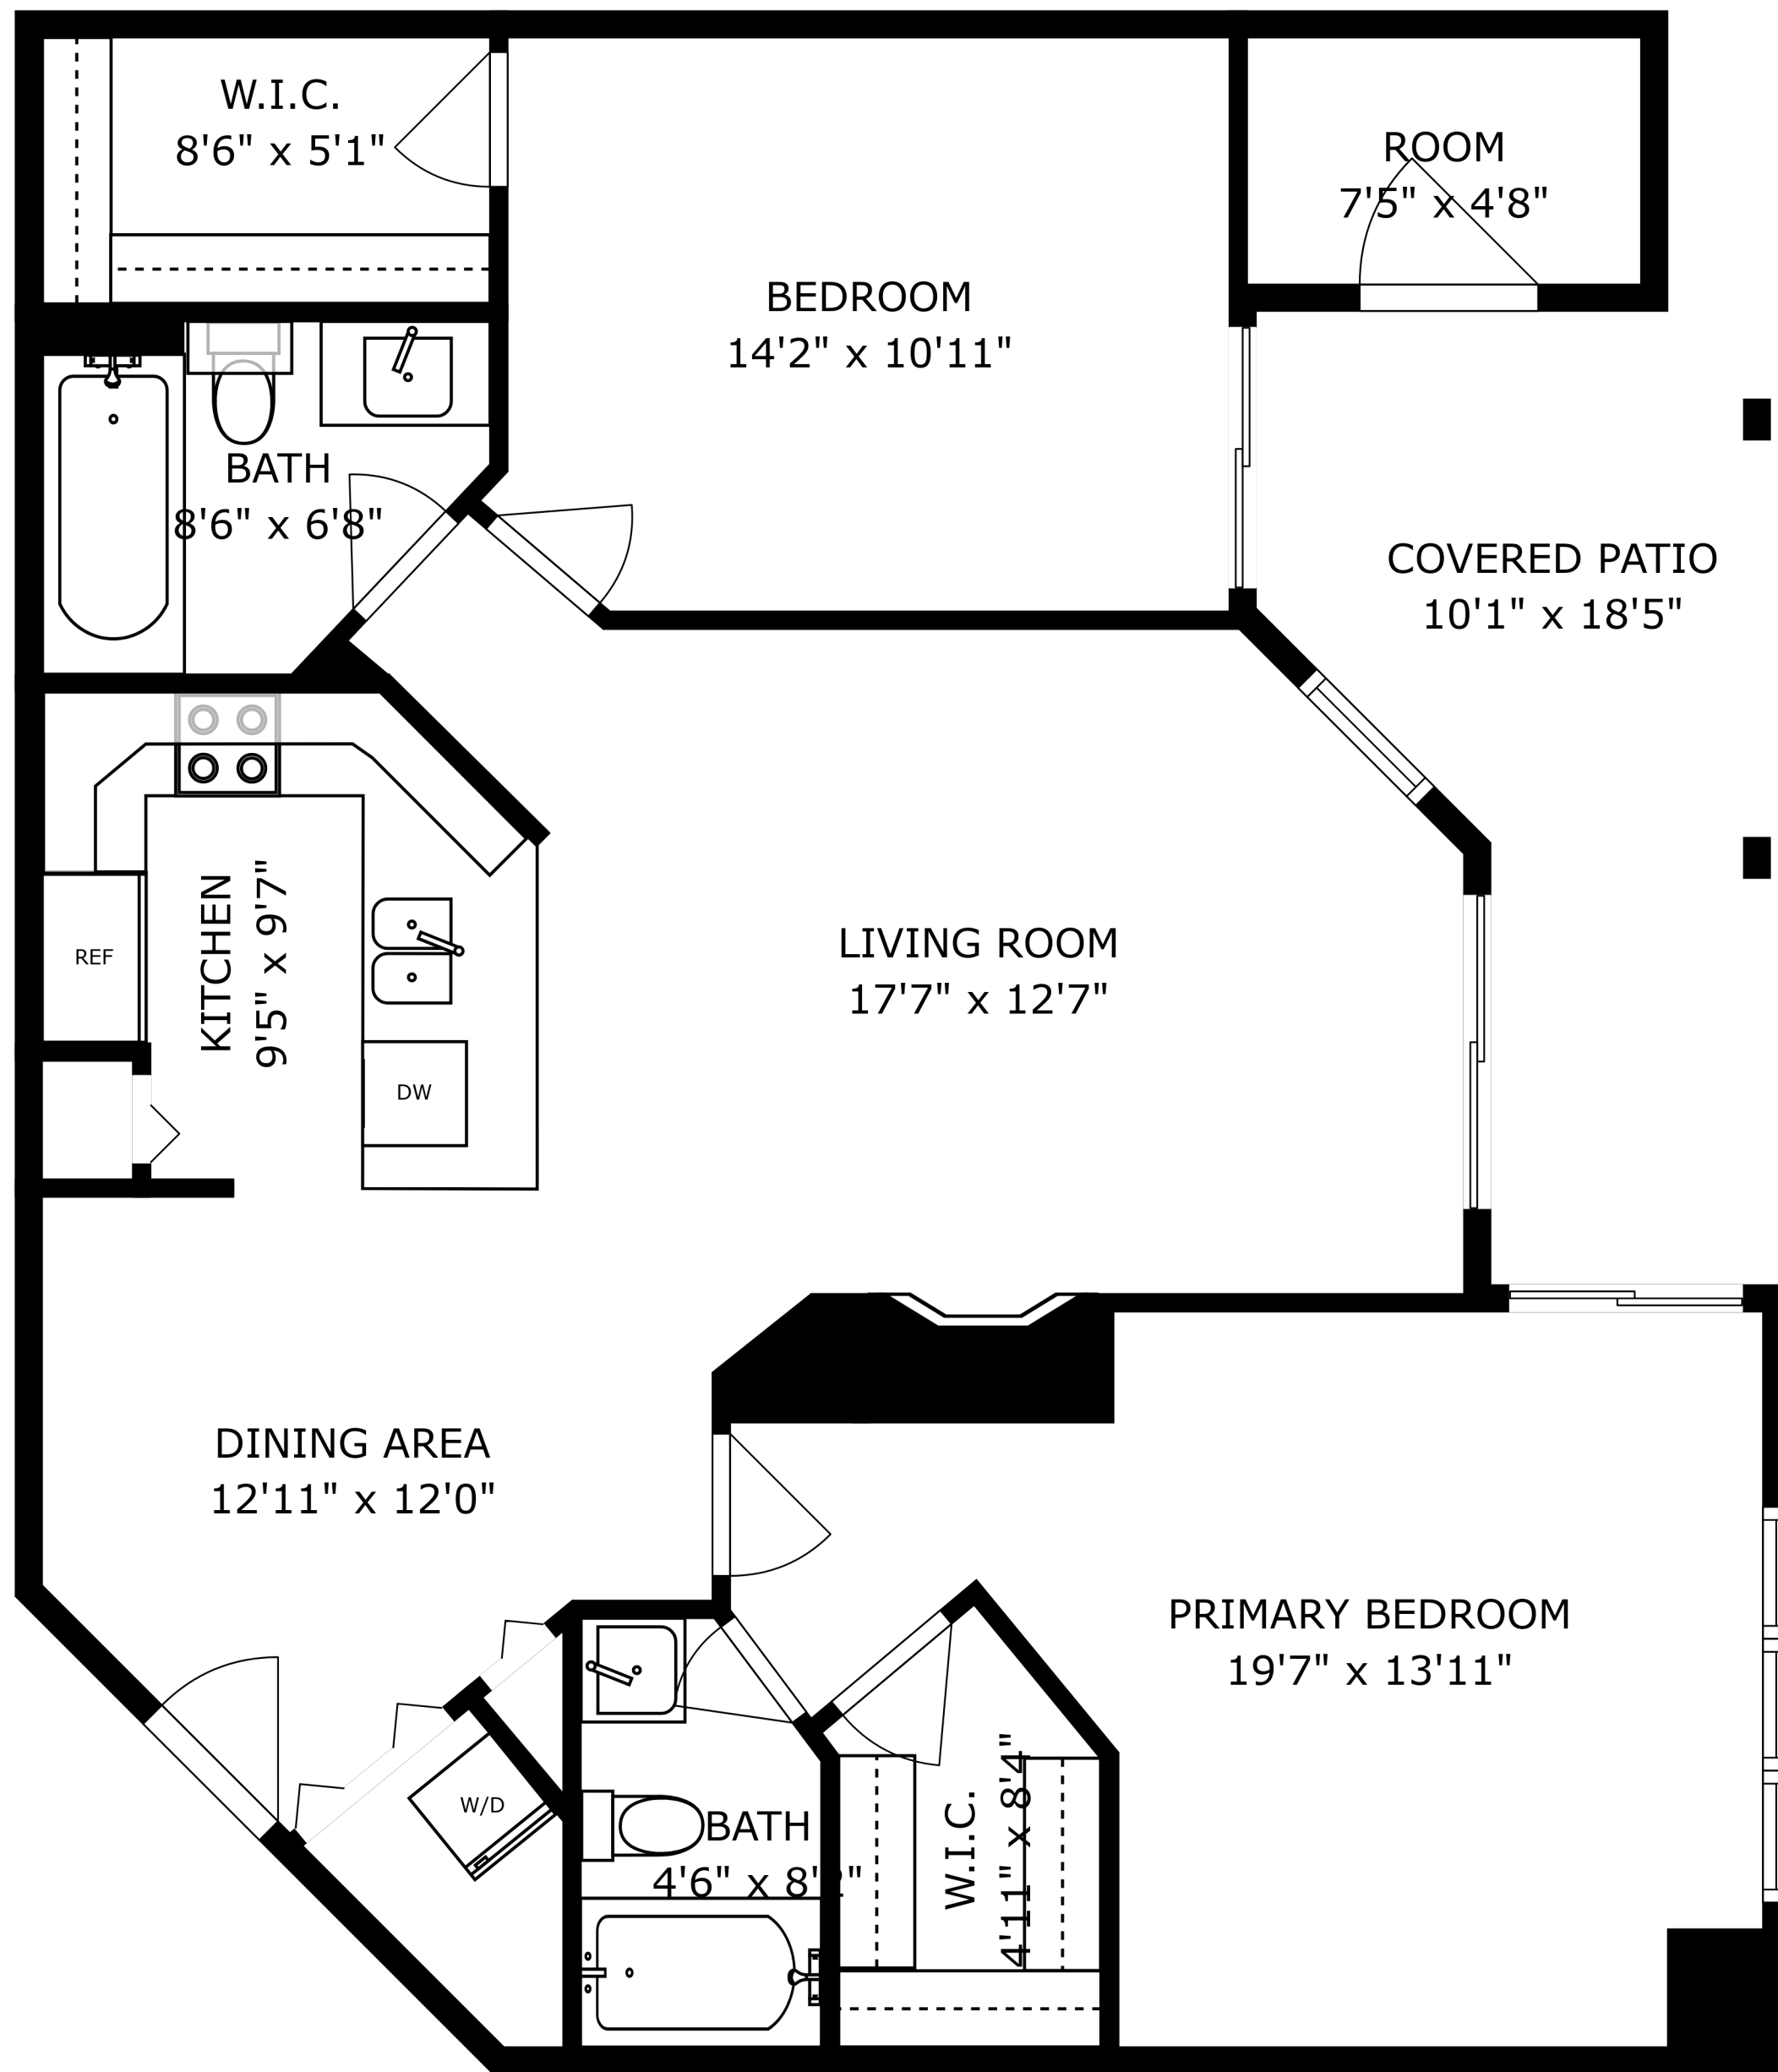 W.I.C.
8'6" x 5'1"
ROOM
7'5" x 4'8"
BEDROOM
14'2" x 10'11"
BATH
8'6" x 6'8"
COVERED PATIO
10'1" x 18'5"
KITCHEN
9'5" x 9'7"
REF
DW
LIVING ROOM
17'7" x 12'7"
DINING AREA
12'11" x 12'0"
PRIMARY BEDROOM
19'7" x 13'11"
W/D
BATH
4'6" x
W.I.C.
4'11" x 8'4"